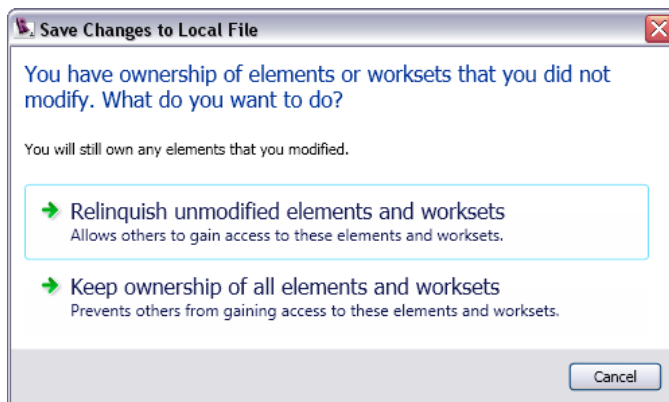 Save Changes to Local File
You have ownership of elements or worksets that you did not
modify. What do you want to do?
You will still own any elements that you modified.
Relinquish unmodified elements and worksets
Allows others to gain access to these elements and worksets.
Keep ownership of all elements and worksets
Prevents others from gaining access to these elements and worksets.
Cancel